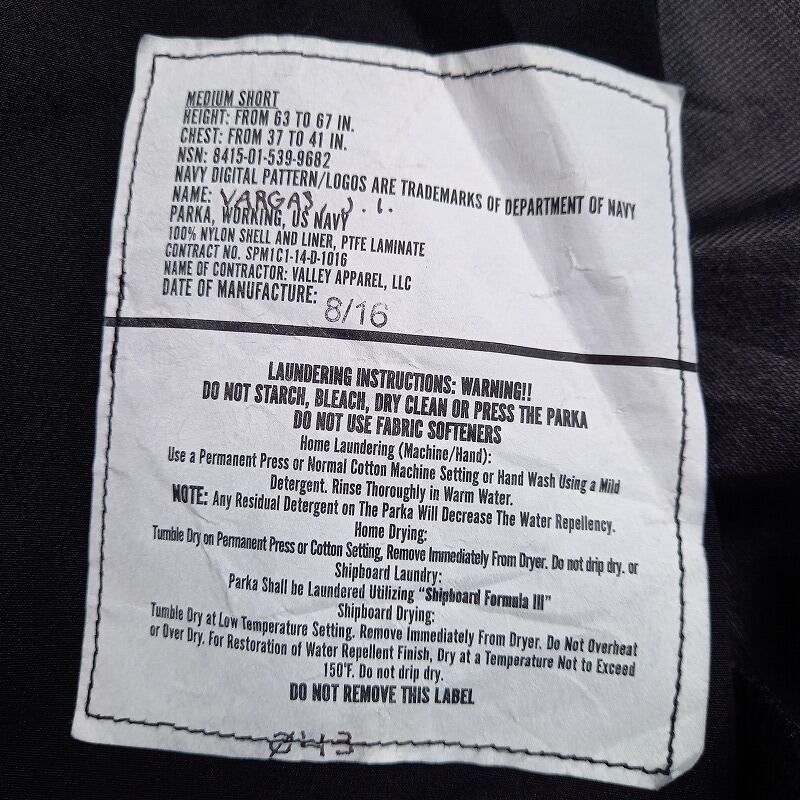 MEDIUM SHORT
HEIGHT: FROM 63 TO 67 IN.
CHEST: FROM 37 TO 41 IN.
NSN: 8415-01-539-9682
NAVY DIGITAL PATTERN/LOGOS ARE TRADEMARKS OF DEPARTMENT OF NAVY
NAME: VARGAS, J. I.
PARKA, WORKING, US NAVY
100% NYLON SHELL AND LINER, PTFE LAMINATE
CONTRACT NO. SPM1C1-14-D-1016
NAME OF CONTRACTOR: VALLEY APPAREL, LLC
DATE OF MANUFACTURE: 8/16
LAUNDERING INSTRUCTIONS: WARNING!!
DO NOT STARCH, BLEACH, DRY CLEAN OR PRESS THE PARKA
DO NOT USE FABRIC SOFTENERS
Home Laundering (Machine/Hand):
Use a Permanent Press or Normal Cotton Machine Setting or Hand Wash Using a Mild
Detergent. Rinse Thoroughly in Warm Water.
NOTE: Any Residual Detergent on The Parka Will Decrease The Water Repellency.
Home Drying:
Tumble Dry on Permanent Press or Cotton Setting, Remove Immediately From Dryer. Do not drip dry. or
Shipboard Laundry:
Parka Shall be Laundered Utilizing "Shipboard Formula III"
Shipboard Drying:
Tumble Dry at Low Temperature Setting. Remove Immediately From Dryer. Do Not Overheat
or Over Dry. For Restoration of Water Repellent Finish, Dry at a Temperature Not to Exceed
150°F. Do not drip dry.
DO NOT REMOVE THIS LABEL
043